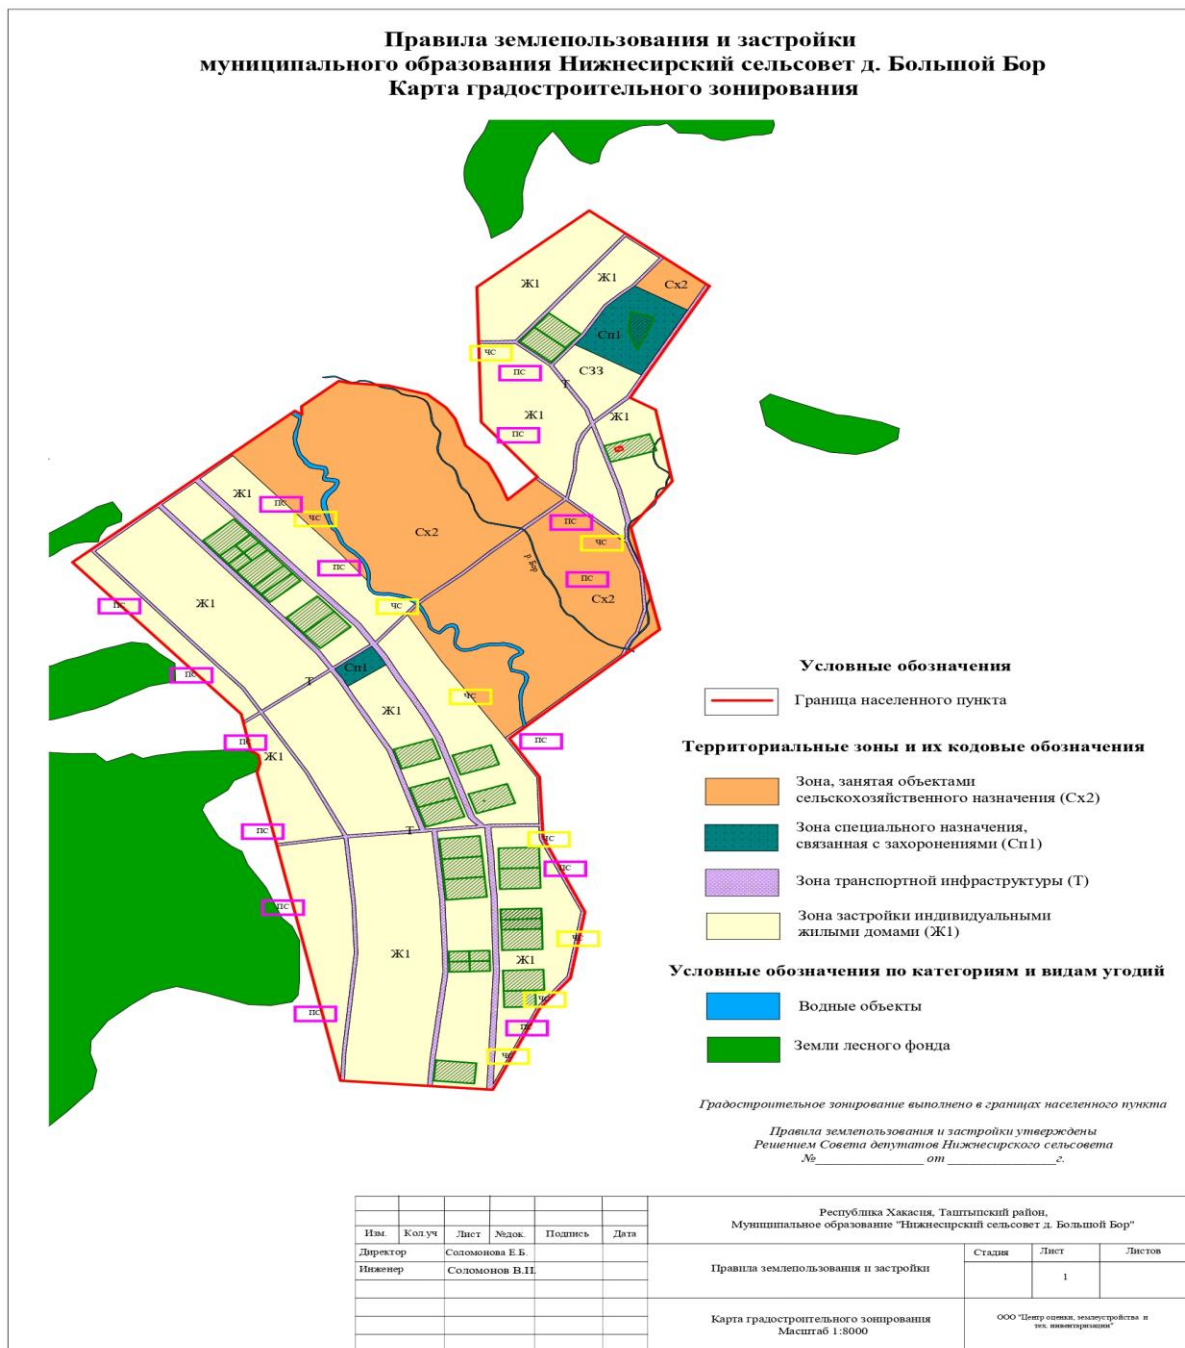 Правила землепользования и застройки
муниципального образования Нижнесирский сельсовет д. Большой Бор
Карта градостроительного зонирования
Ж1
Ж1
Сх2
Сп1
ЧС
ПС
СЗЗ
Т
Ж1
Ж1
ПС
Ж1
ПС
ЧС
Сх2
ПС
ЧС
р. Бор
ПС
ПС
Сх2
ПС
Ж1
ЧС
Сп1
ПС
Т
ЧС
Ж1
ПС
Ж1
ПС
ПС
Т
ЧС
ПС
ПС
ЧС
Ж1
Ж1
ЧС
ПС
ПС
ЧС
Условные обозначения
Граница населенного пункта
Территориальные зоны и их кодовые обозначения
Зона, занятая объектами
сельскохозяйственного назначения (Сх2)
Зона специального назначения,
связанная с захоронениями (Сп1)
Зона транспортной инфраструктуры (Т)
Зона застройки индивидуальными
жилыми домами (Ж1)
Условные обозначения по категориям и видам угодий
Водные объекты
Земли лесного фонда
Градостроительное зонирование выполнено в границах населенного пункта
Правила землепользования и застройки утверждены
Решением Совета депутатов Нижнесирского сельсовета
№________________ от ________________г.
Республика Хакасия, Таштыпский район,
Муниципальное образование "Нижнесирский сельсовет д. Большой Бор"
Изм. Кол.уч Лист №док. Подпись Дата
Директор Соломонова Е.Б.
Инженер Соломонов В.П.
Правила землепользования и застройки
Стадия Лист Листов
1
Карта градостроительного зонирования
Масштаб 1:8000
ООО "Центр оценки, землеустройства и
тех. инвентаризации"